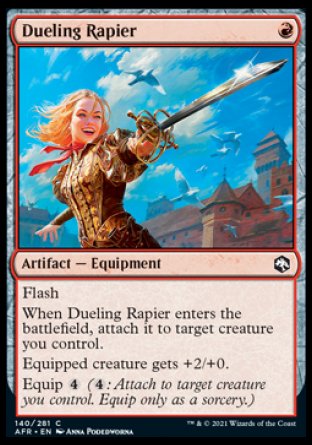 Dueling Rapier
Artifact — Equipment
Flash
When Dueling Rapier enters the
battlefield, attach it to target creature
you control.
Equipped creature gets +2/+0.
Equip 4 (4: Attach to target creature
you control. Equip only as a sorcery.)
140/281 C
AFR • EN Anna Podedworna
™ & © 2021 Wizards of the Coast